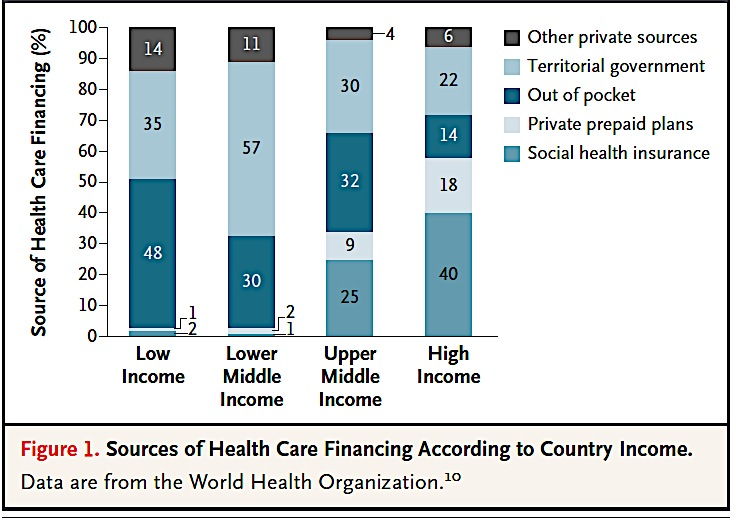 Source of Health Care Financing (%)
100
90
80
70
60
50
40
30
20
10
0
14
35
48
1
2
11
57
30
2
1
4
30
32
9
25
6
22
14
18
40
Low
Income
Lower
Middle
Income
Upper
Middle
Income
High
Income
Other private sources
Territorial government
Out of pocket
Private prepaid plans
Social health insurance
Figure 1. Sources of Health Care Financing According to Country Income.
Data are from the World Health Organization.¹⁰